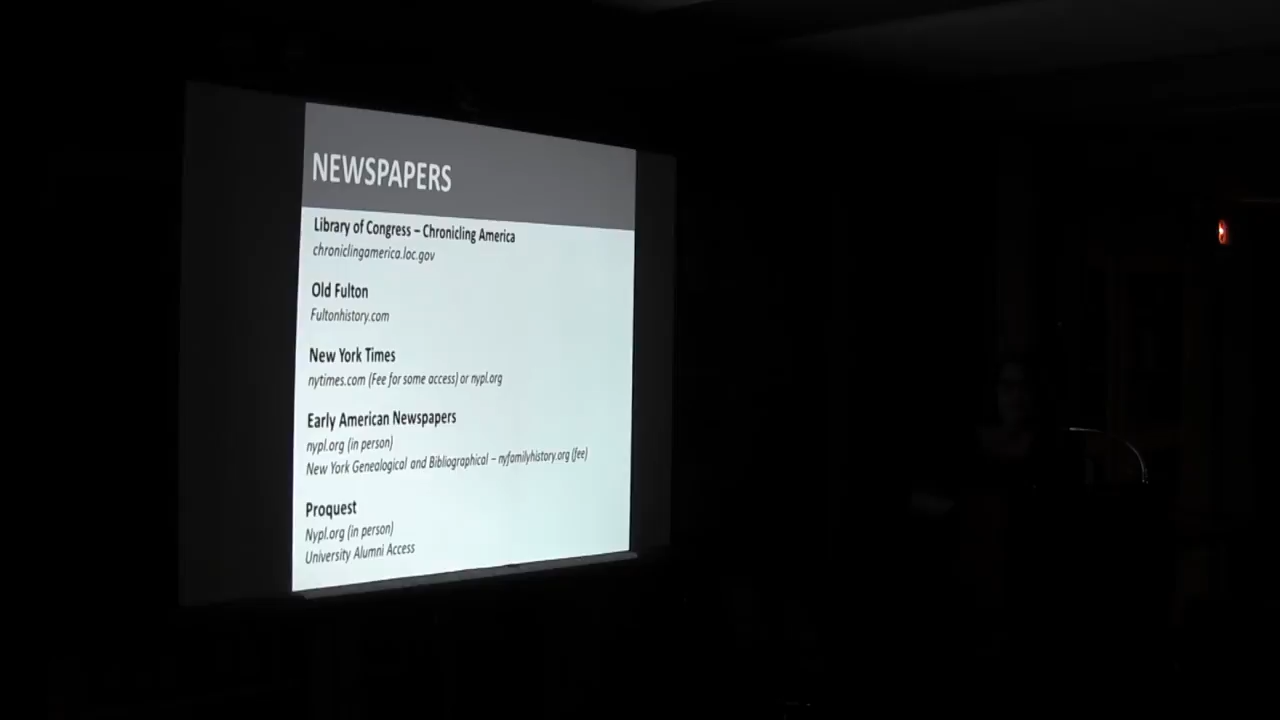 NEWSPAPERS
Library of Congress – Chronicling America
chroniclingamerica.loc.gov
Old Fulton
Fultonhistory.com
New York Times
nytimes.com (Fee for some access) or nypl.org
Early American Newspapers
nypl.org (in person)
New York Genealogical and Bibliographical – nyfamilyhistory.org (fee)
Proquest
Nypl.org (in person)
University Alumni Access